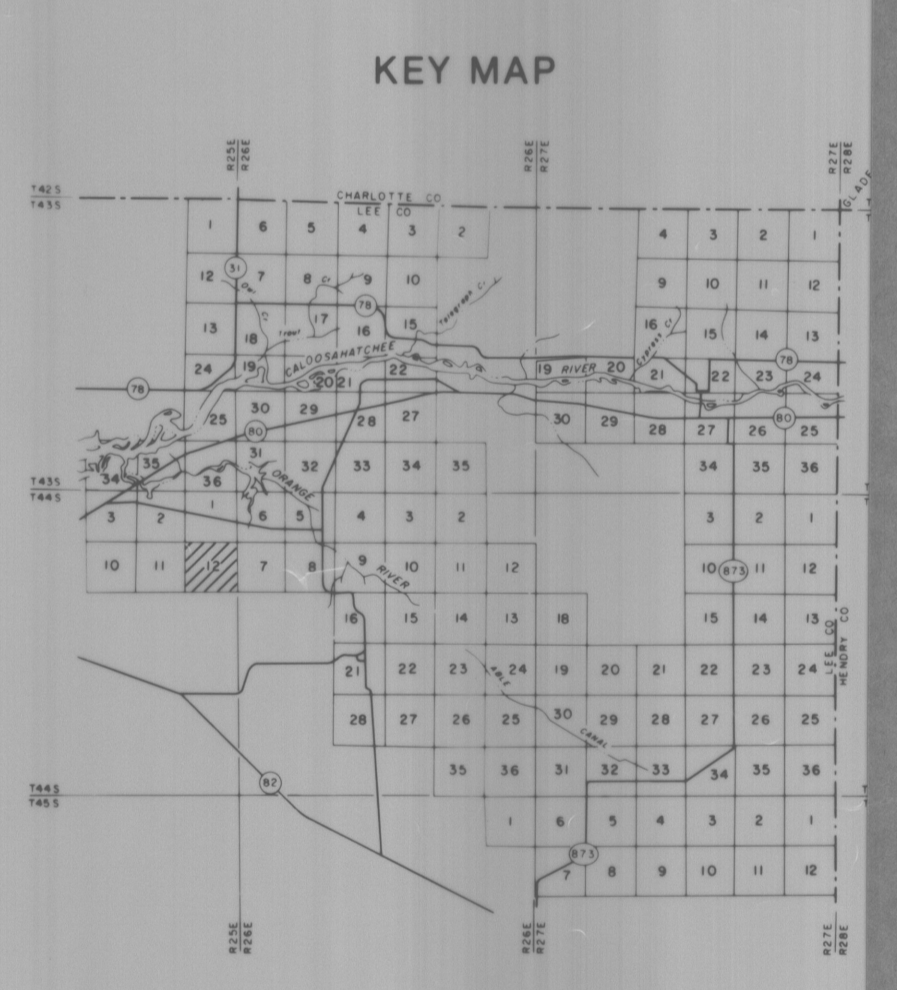 KEY MAP
R25E R26E
R26E R27E
R27E R28E
T42S
T43S
CHARLOTTE CO
LEE CO
GLADE
1 6 5 4 3 2 4 3 2 1
12 31 7 8 Cr 9 10 9 10 11 12
Owl Cr
78
Telegraph Cr
13 18 Trout 17 16 15 16 Cypress Cr 15 14 13
CALOOSAHATCHEE
78
24 19 20 21 22 19 RIVER 20 21 22 23 24
78
25 30 29 28 27 30 29 28 27 26 25
80
80
34 35 36 31 32 33 34 35 34 35 36
ORANGE
T43S
T44S
3 2 1 6 5 4 3 2 3 2 1
10 11 12 7 8 9 10 11 12 10 873 11 12
RIVER
16 15 14 13 18 15 14 13
LEE CO
HENDRY CO
21 22 23 24 19 20 21 22 23 24
ABLE
28 27 26 25 30 29 28 27 26 25
CANAL
35 36 31 32 33 34 35 36
82
T44S
T45S
1 6 5 4 3 2 1
873
7 8 9 10 11 12
R25E R26E
R26E R27E
R27E R28E